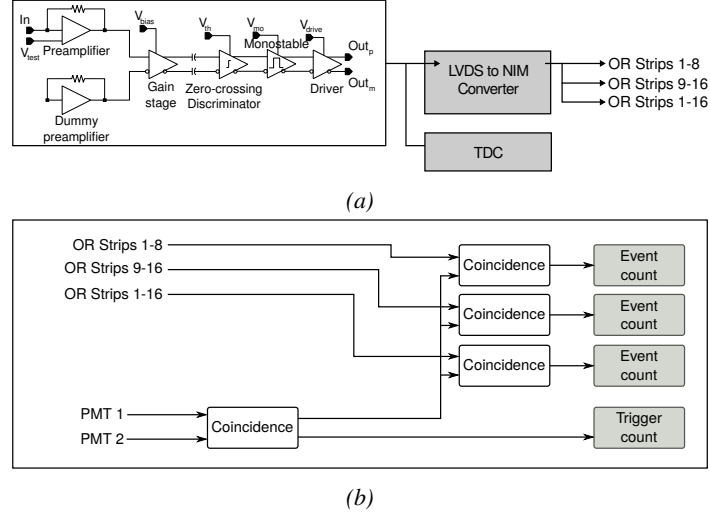 In
V_test
Preamplifier
V_bias
V_th
V_mo
Monostable
V_drive
Out_p
Out_m
Gain
stage
Zero-crossing
Discriminator
Driver
Dummy
preamplifier
LVDS to NIM
Converter
OR Strips 1-8
OR Strips 9-16
OR Strips 1-16
TDC
(a)
OR Strips 1-8
OR Strips 9-16
OR Strips 1-16
Coincidence
Event
count
Coincidence
Event
count
Coincidence
Event
count
PMT 1
PMT 2
Coincidence
Trigger
count
(b)